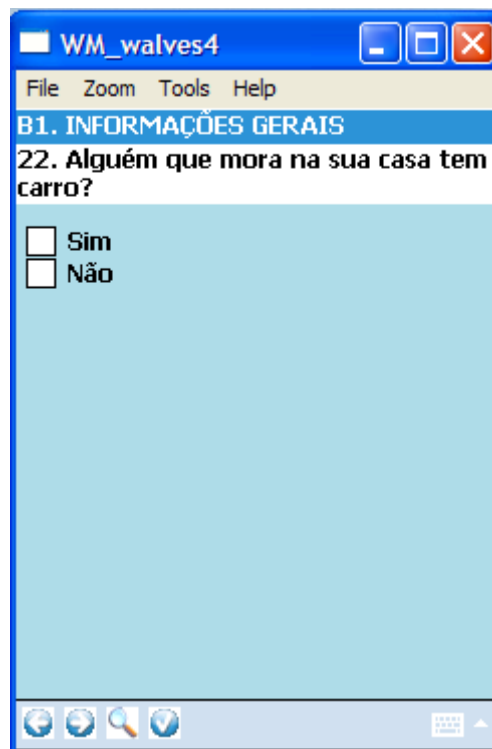 WM_walves4
File Zoom Tools Help
B1. INFORMAÇÕES GERAIS
22. Alguém que mora na sua casa tem
carro?
Sim
Não